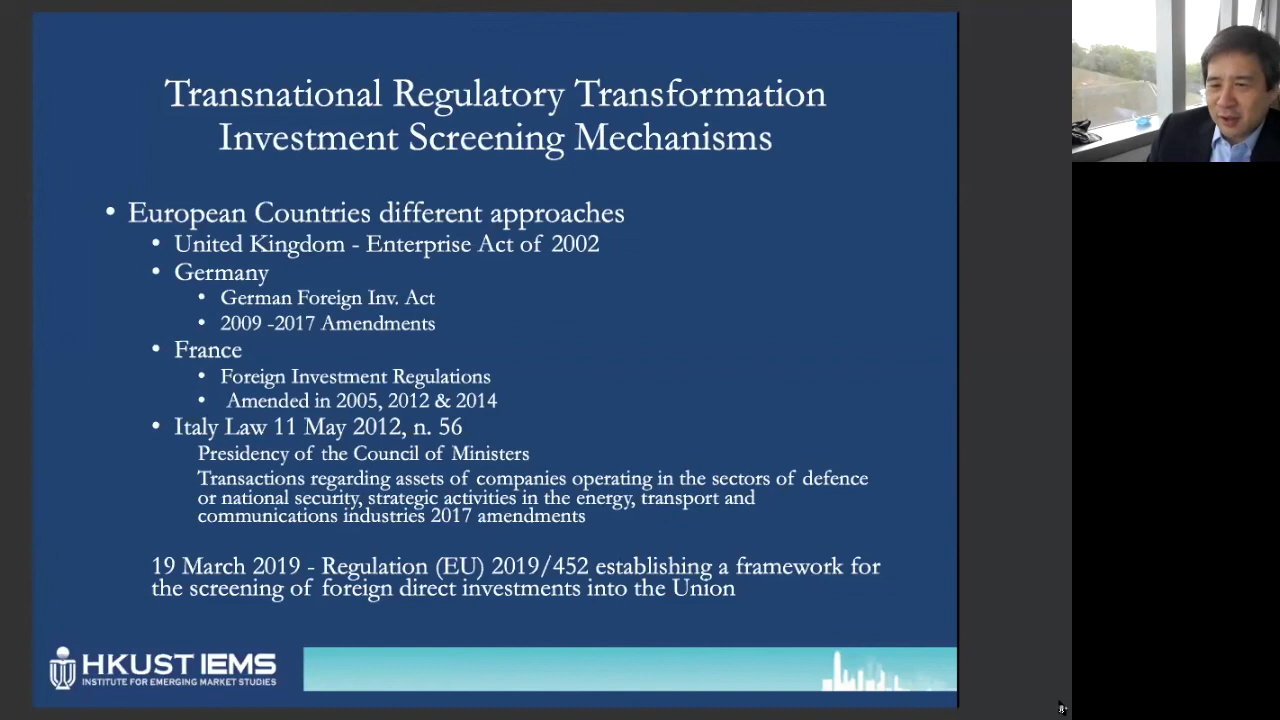 Transnational Regulatory Transformation
Investment Screening Mechanisms
• European Countries different approaches
• United Kingdom - Enterprise Act of 2002
• Germany
• German Foreign Inv. Act
• 2009 -2017 Amendments
• France
• Foreign Investment Regulations
• Amended in 2005, 2012 & 2014
• Italy Law 11 May 2012, n. 56
Presidency of the Council of Ministers
Transactions regarding assets of companies operating in the sectors of defence
or national security, strategic activities in the energy, transport and
communications industries 2017 amendments
19 March 2019 - Regulation (EU) 2019/452 establishing a framework for
the screening of foreign direct investments into the Union
HKUST IEMS
INSTITUTE FOR EMERGING MARKET STUDIES